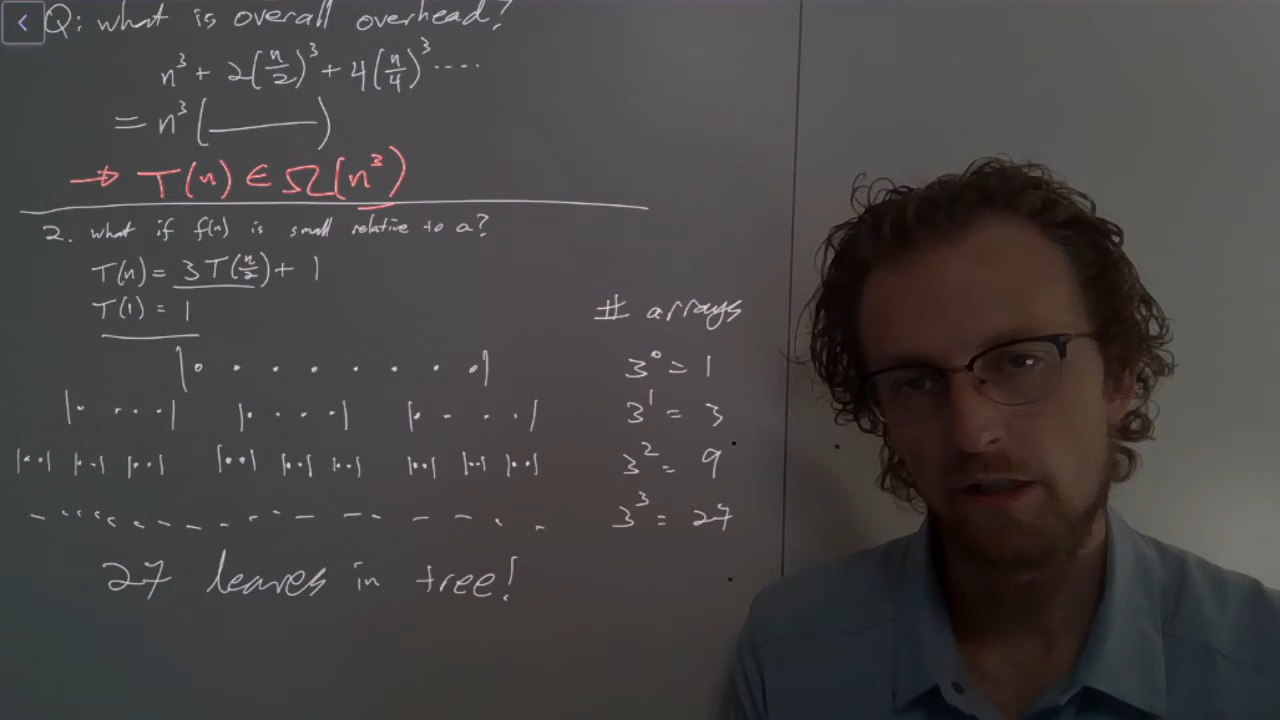 Q: what is overall overhead?
n³ + 2(n/2)³ + 4(n/4)³ .....
= n³(______)
→ T(n) ∈ Ω(n³)
2. what if f(n) is small relative to a?
T(n) = 3T(n/2) + 1
T(1) = 1
# arrays
3⁰ = 1
3¹ = 3
3² = 9
3³ = 27
27 leaves in tree!